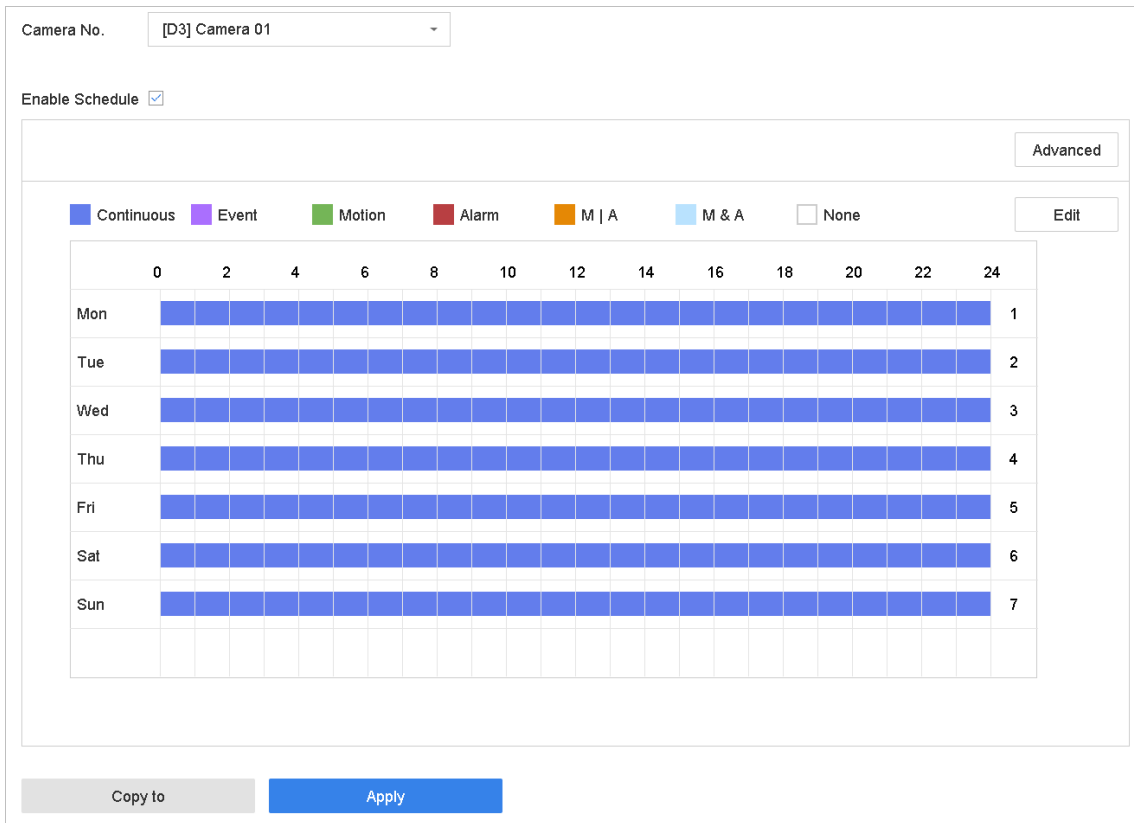 Camera No. [D3] Camera 01
Enable Schedule
Advanced
Continuous Event Motion Alarm M | A M & A None Edit
0 2 4 6 8 10 12 14 16 18 20 22 24
Mon 1
Tue 2
Wed 3
Thu 4
Fri 5
Sat 6
Sun 7
Copy to Apply